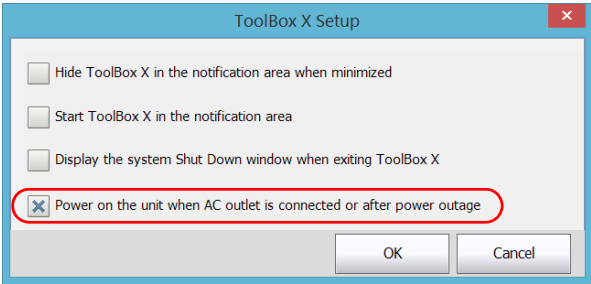 ToolBox X Setup
Hide ToolBox X in the notification area when minimized
Start ToolBox X in the notification area
Display the system Shut Down window when exiting ToolBox X
Power on the unit when AC outlet is connected or after power outage
OK Cancel